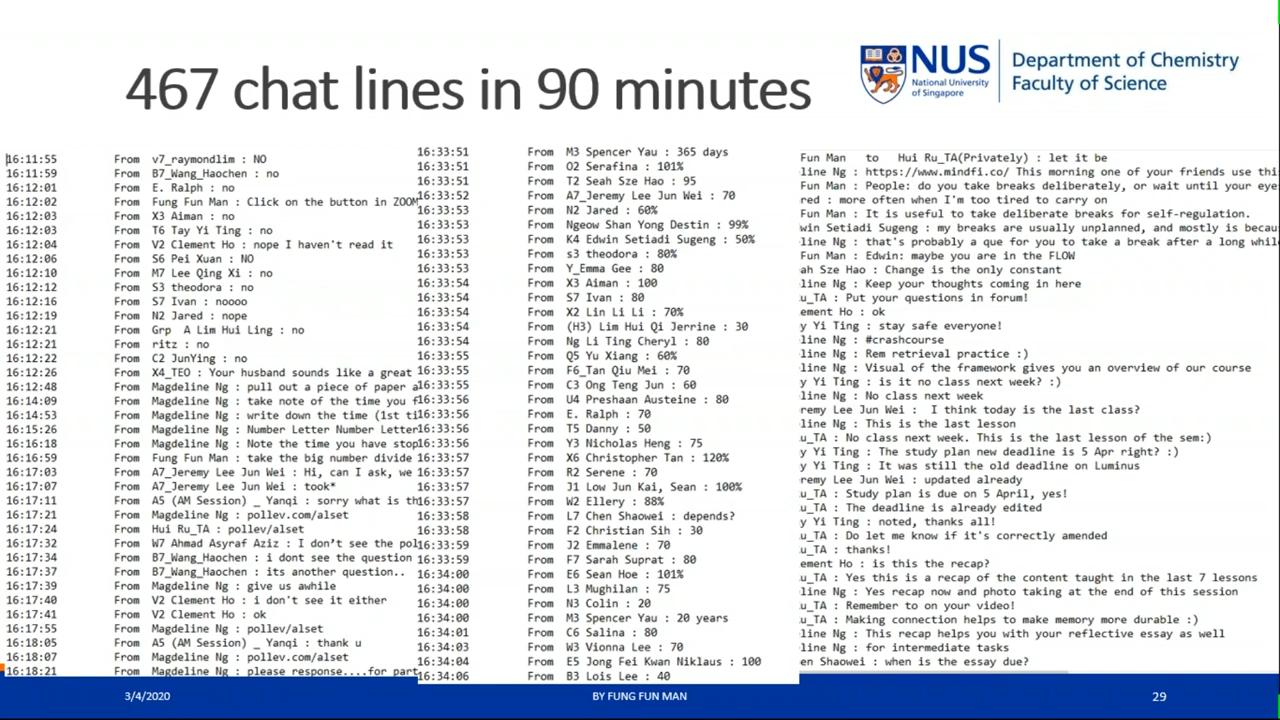 467 chat lines in 90 minutes
NUS
National University
of Singapore
Department of Chemistry
Faculty of Science
16:11:55 From v7_raymondlim : NO
16:11:59 From B7_Wang_Haochen : no
16:12:01 From E. Ralph : no
16:12:02 From Fung Fun Man : Click on the button in ZOOM
16:12:03 From X3 Aiman : no
16:12:03 From T6 Tay Yi Ting : no
16:12:04 From V2 Clement Ho : nope I haven't read it
16:12:06 From S6 Pei Xuan : NO
16:12:10 From M7 Lee Qing Xi : no
16:12:12 From S3 theodora : no
16:12:16 From S7 Ivan : noooo
16:12:19 From N2 Jared : nope
16:12:21 From Grp A Lim Hui Ling : no
16:12:21 From ritz : no
16:12:22 From C2 JunYing : no
16:12:26 From X4_TEO : Your husband sounds like a great
16:12:48 From Magdeline Ng : pull out a piece of paper a
16:14:09 From Magdeline Ng : take note of the time you f
16:14:53 From Magdeline Ng : write down the time (1st ti
16:15:26 From Magdeline Ng : Number Letter Number Letter
16:16:18 From Magdeline Ng : Note the time you have stop
16:16:59 From Fung Fun Man : take the big number divide
16:17:03 From A7_Jeremy Lee Jun Wei : Hi, can I ask, we
16:17:07 From A7_Jeremy Lee Jun Wei : took*
16:17:11 From A5 (AM Session) _ Yanqi : sorry what is th
16:17:21 From Magdeline Ng : pollev.com/alset
16:17:24 From Hui Ru_TA : pollev/alset
16:17:32 From W7 Ahmad Asyraf Aziz : I don't see the pol
16:17:34 From B7_Wang_Haochen : i dont see the question
16:17:37 From B7_Wang_Haochen : its another question..
16:17:39 From Magdeline Ng : give us awhile
16:17:40 From V2 Clement Ho : i don't see it either
16:17:41 From V2 Clement Ho : ok
16:17:55 From Magdeline Ng : pollev/alset
16:18:05 From A5 (AM Session) _ Yanqi : thank u
16:18:07 From Magdeline Ng : pollev.com/alset
16:18:21 From Magdeline Ng : please response....for part
16:33:51 From M3 Spencer Yau : 365 days
16:33:51 From O2 Serafina : 101%
16:33:51 From T2 Seah Sze Hao : 95
16:33:52 From A7_Jeremy Lee Jun Wei : 70
16:33:53 From N2 Jared : 60%
16:33:53 From Ngeow Shan Yong Destin : 99%
16:33:53 From K4 Edwin Setiadi Sugeng : 50%
16:33:53 From s3 theodora : 80%
16:33:53 From Y_Emma Gee : 80
16:33:54 From X3 Aiman : 100
16:33:54 From S7 Ivan : 80
16:33:54 From X2 Lin Li Li : 70%
16:33:54 From (H3) Lim Hui Qi Jerrine : 30
16:33:54 From Ng Li Ting Cheryl : 80
16:33:55 From Q5 Yu Xiang : 60%
16:33:55 From F6_Tan Qiu Mei : 70
16:33:55 From C3 Ong Teng Jun : 60
16:33:56 From U4 Preshaan Austeine : 80
16:33:56 From E. Ralph : 70
16:33:56 From T5 Danny : 50
16:33:56 From Y3 Nicholas Heng : 75
16:33:57 From X6 Christopher Tan : 120%
16:33:57 From R2 Serene : 70
16:33:57 From J1 Low Jun Kai, Sean : 100%
16:33:57 From W2 Ellery : 88%
16:33:58 From L7 Chen Shaowei : depends?
16:33:58 From F2 Christian Sih : 30
16:33:59 From J2 Emmalene : 70
16:33:59 From F7 Sarah Suprat : 80
16:34:00 From E6 Sean Hoe : 101%
16:34:00 From L3 Mughilan : 75
16:34:00 From N3 Colin : 20
16:34:00 From M3 Spencer Yau : 20 years
16:34:01 From C6 Salina : 80
16:34:03 From W3 Vionna Lee : 70
16:34:04 From E5 Jong Fei Kwan Niklaus : 100
16:34:06 From B3 Lois Lee : 40
Fun Man to Hui Ru_TA(Privately) : let it be
line Ng : https://www.mindfi.co/ This morning one of your friends use thi
Fun Man : People: do you take breaks deliberately, or wait until your eye
red : more often when I'm too tired to carry on
Fun Man : It is useful to take deliberate breaks for self-regulation.
win Setiadi Sugeng : my breaks are usually unplanned, and mostly is becau
line Ng : that's probably a que for you to take a break after a long whil
Fun Man : Edwin: maybe you are in the FLOW
ah Sze Hao : Change is the only constant
line Ng : Keep your thoughts coming in here
u_TA : Put your questions in forum!
ement Ho : ok
y Yi Ting : stay safe everyone!
line Ng : #crashcourse
line Ng : Rem retrieval practice :)
line Ng : Visual of the framework gives you an overview of our course
y Yi Ting : is it no class next week? :)
line Ng : No class next week
remy Lee Jun Wei : I think today is the last class?
line Ng : This is the last lesson
u_TA : No class next week. This is the last lesson of the sem:)
y Yi Ting : The study plan new deadline is 5 Apr right? :)
y Yi Ting : It was still the old deadline on Luminus
remy Lee Jun Wei : updated already
u_TA : Study plan is due on 5 April, yes!
u_TA : The deadline is already edited
y Yi Ting : noted, thanks all!
u_TA : Do let me know if it's correctly amended
u_TA : thanks!
ement Ho : is this the recap?
u_TA : Yes this is a recap of the content taught in the last 7 lessons
line Ng : Yes recap now and photo taking at the end of this session
u_TA : Remember to on your video!
u_TA : Making connection helps to make memory more durable :)
line Ng : This recap helps you with your reflective essay as well
line Ng : for intermediate tasks
en Shaowei : when is the essay due?
3/4/2020
BY FUNG FUN MAN
29